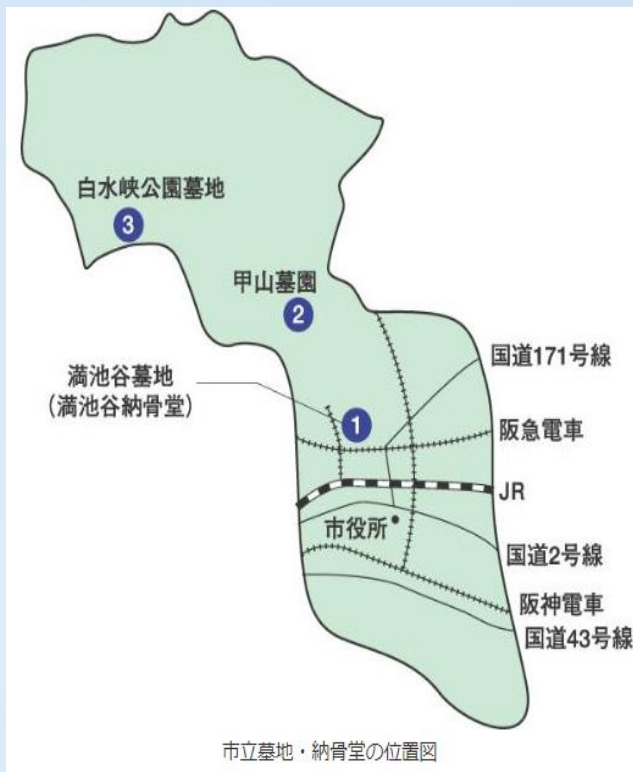 白水峡公園墓地
3
甲山墓園
2
満池谷墓地
（満池谷納骨堂）
1
国道171号線
阪急電車
JR
市役所
国道2号線
阪神電車
国道43号線
市立墓地・納骨堂の位置図